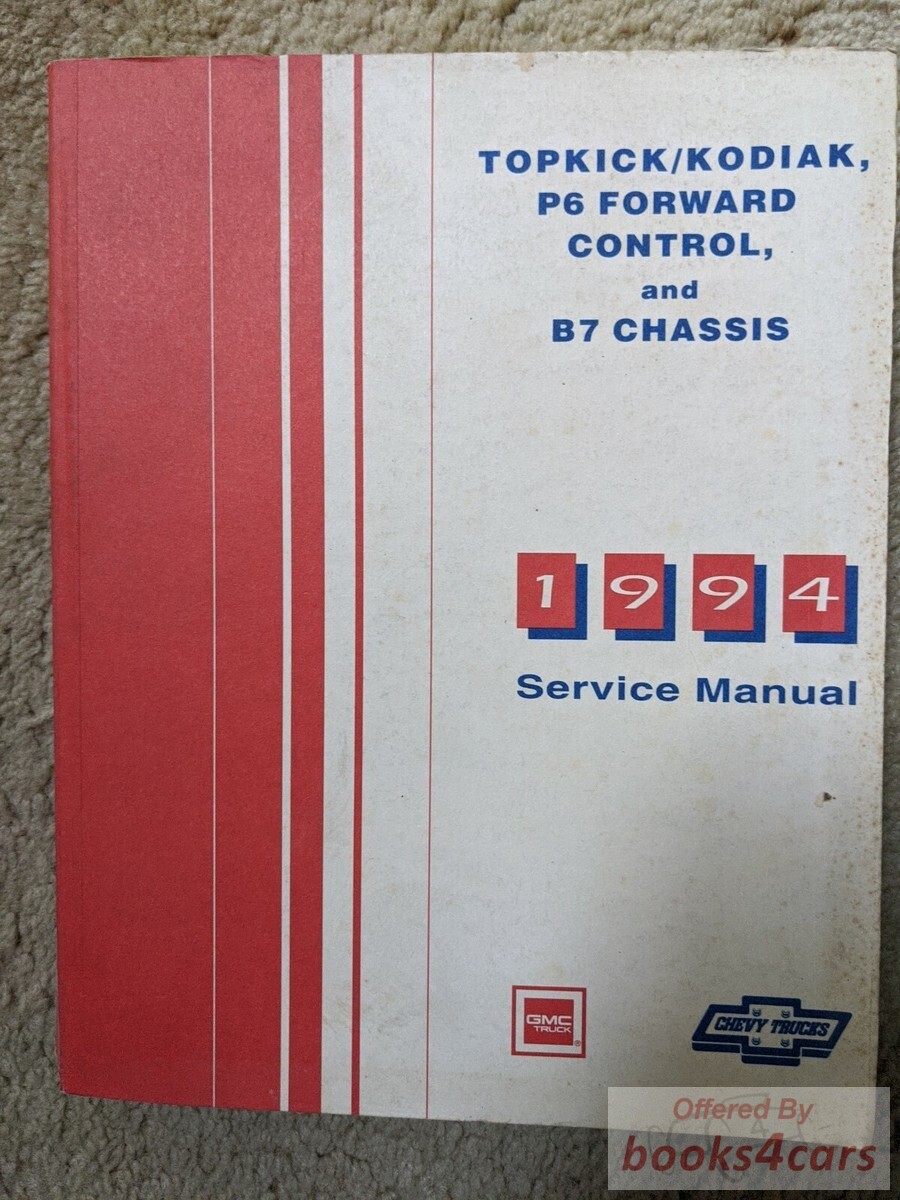 TOPKICK/KODIAK,
P6 FORWARD
CONTROL,
and
B7 CHASSIS
1994
Service Manual
GMC
TRUCK
®
CHEVY TRUCKS
Offered By
books4cars